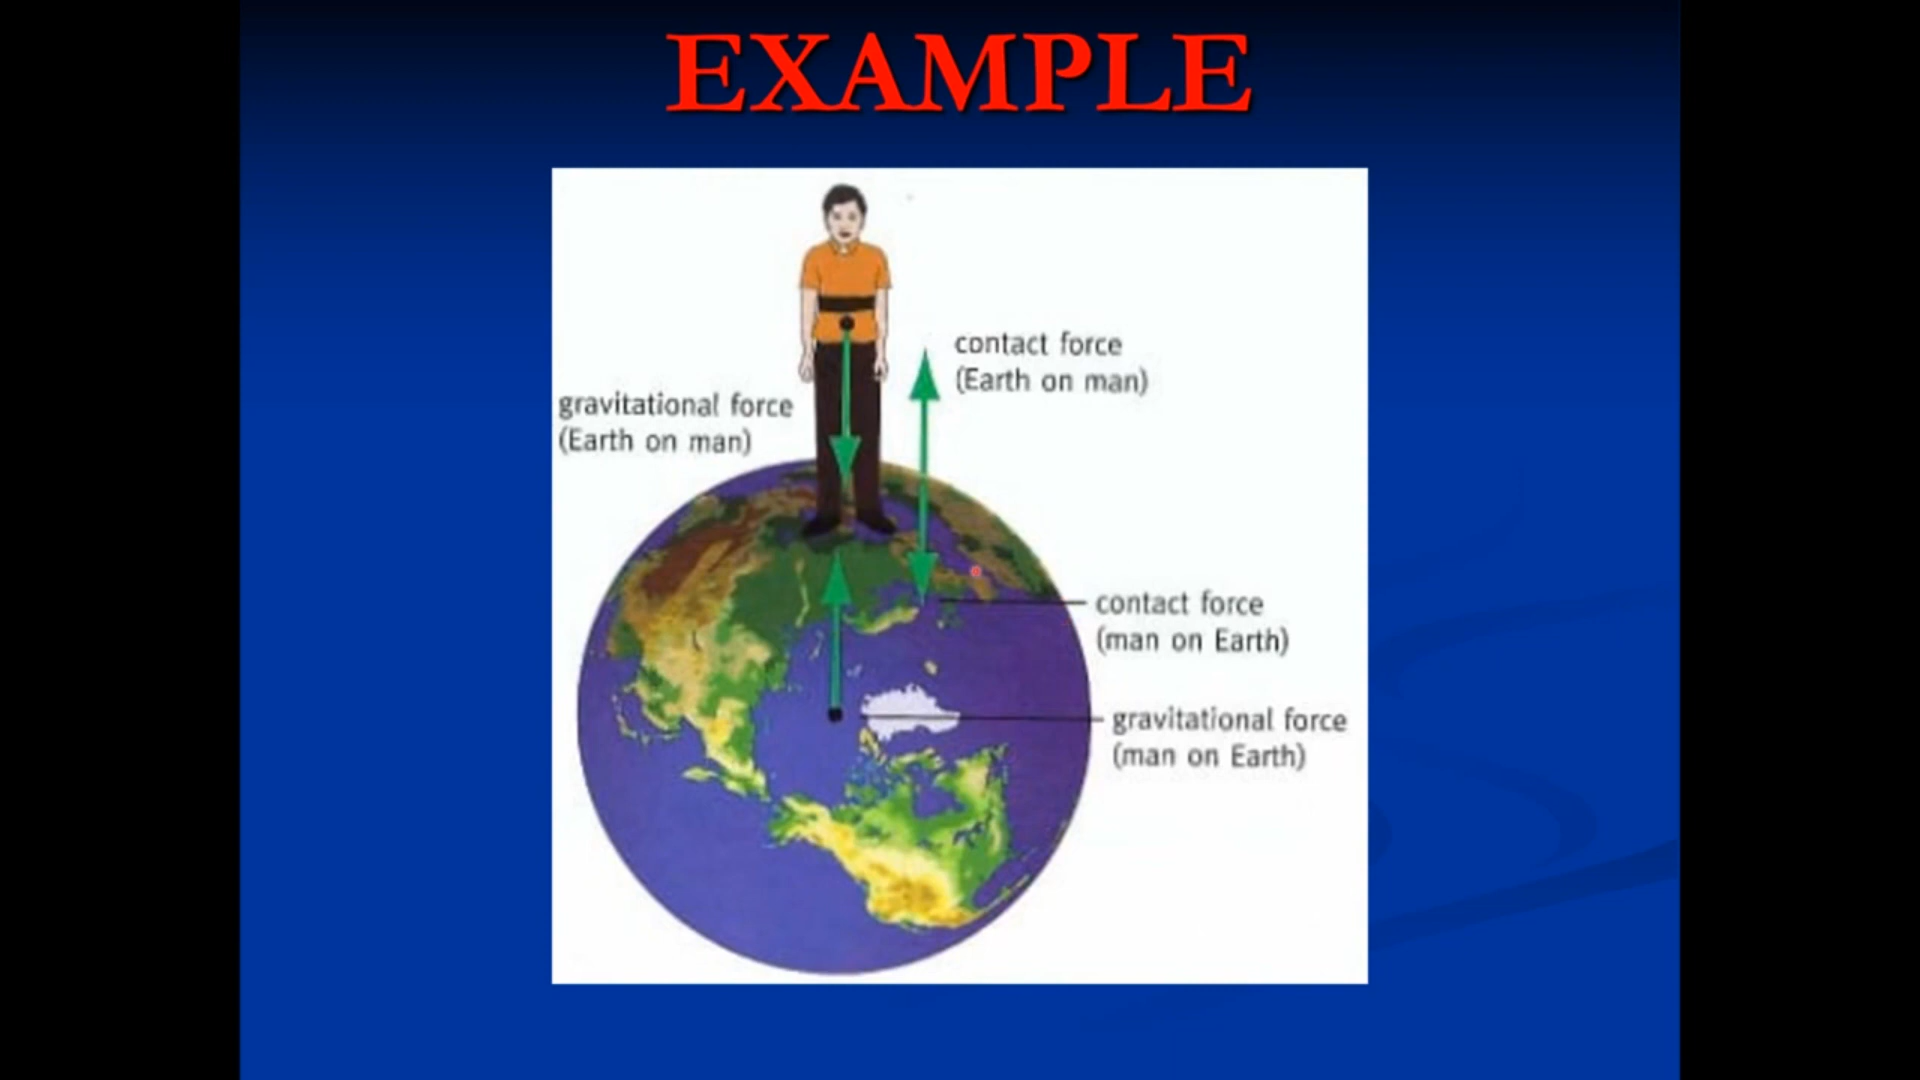 EXAMPLE
contact force
(Earth on man)
gravitational force
(Earth on man)
contact force
(man on Earth)
gravitational force
(man on Earth)